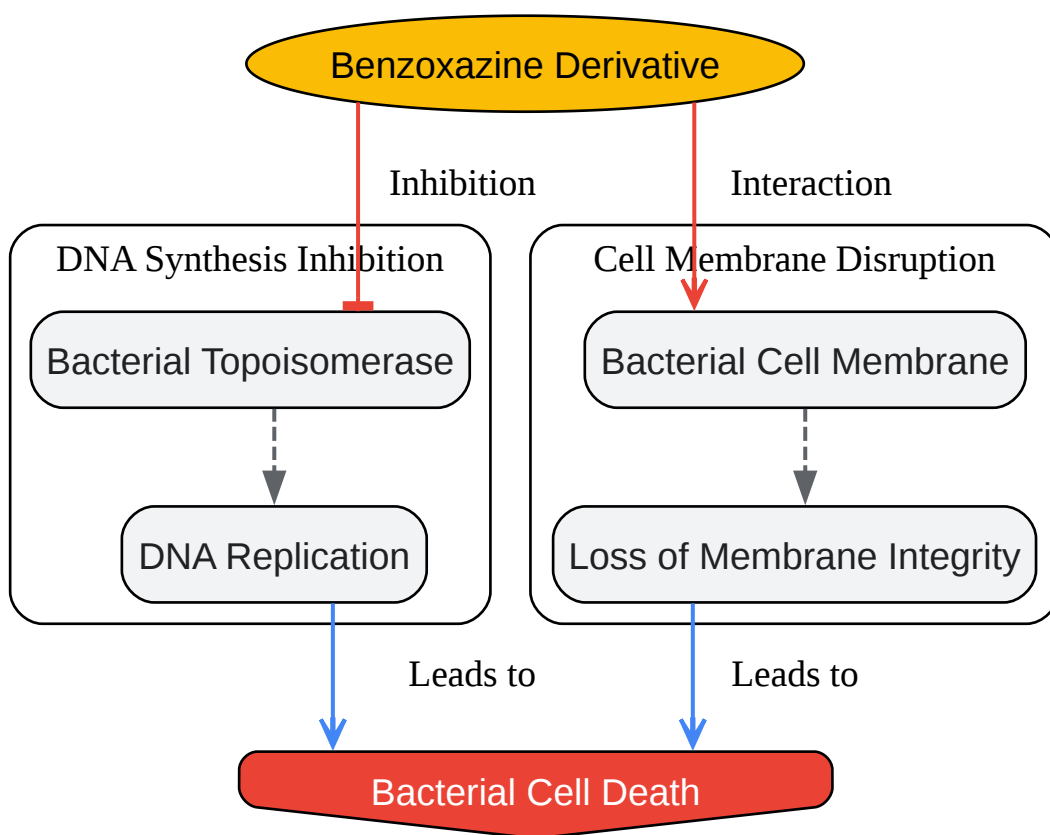 Benzoxazine Derivative
Inhibition
Interaction
DNA Synthesis Inhibition
Cell Membrane Disruption
Bacterial Topoisomerase
Bacterial Cell Membrane
DNA Replication
Loss of Membrane Integrity
Leads to
Leads to
Bacterial Cell Death